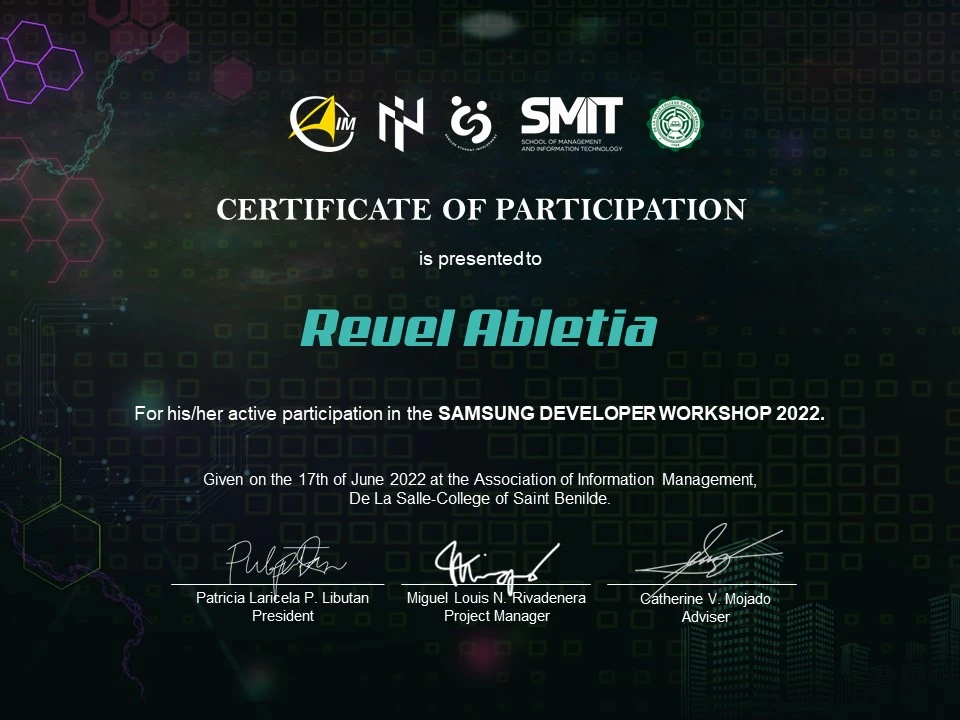 AIM
SMIT
SCHOOL OF MANAGEMENT
AND INFORMATION TECHNOLOGY
CERTIFICATE OF PARTICIPATION
is presented to
Revel Abletia
For his/her active participation in the SAMSUNG DEVELOPER WORKSHOP 2022.
Given on the 17th of June 2022 at the Association of Information Management,
De La Salle-College of Saint Benilde.
Patricia Laricela P. Libutan Miguel Louis N. Rivadenera Catherine V. Mojado
President Project Manager Adviser